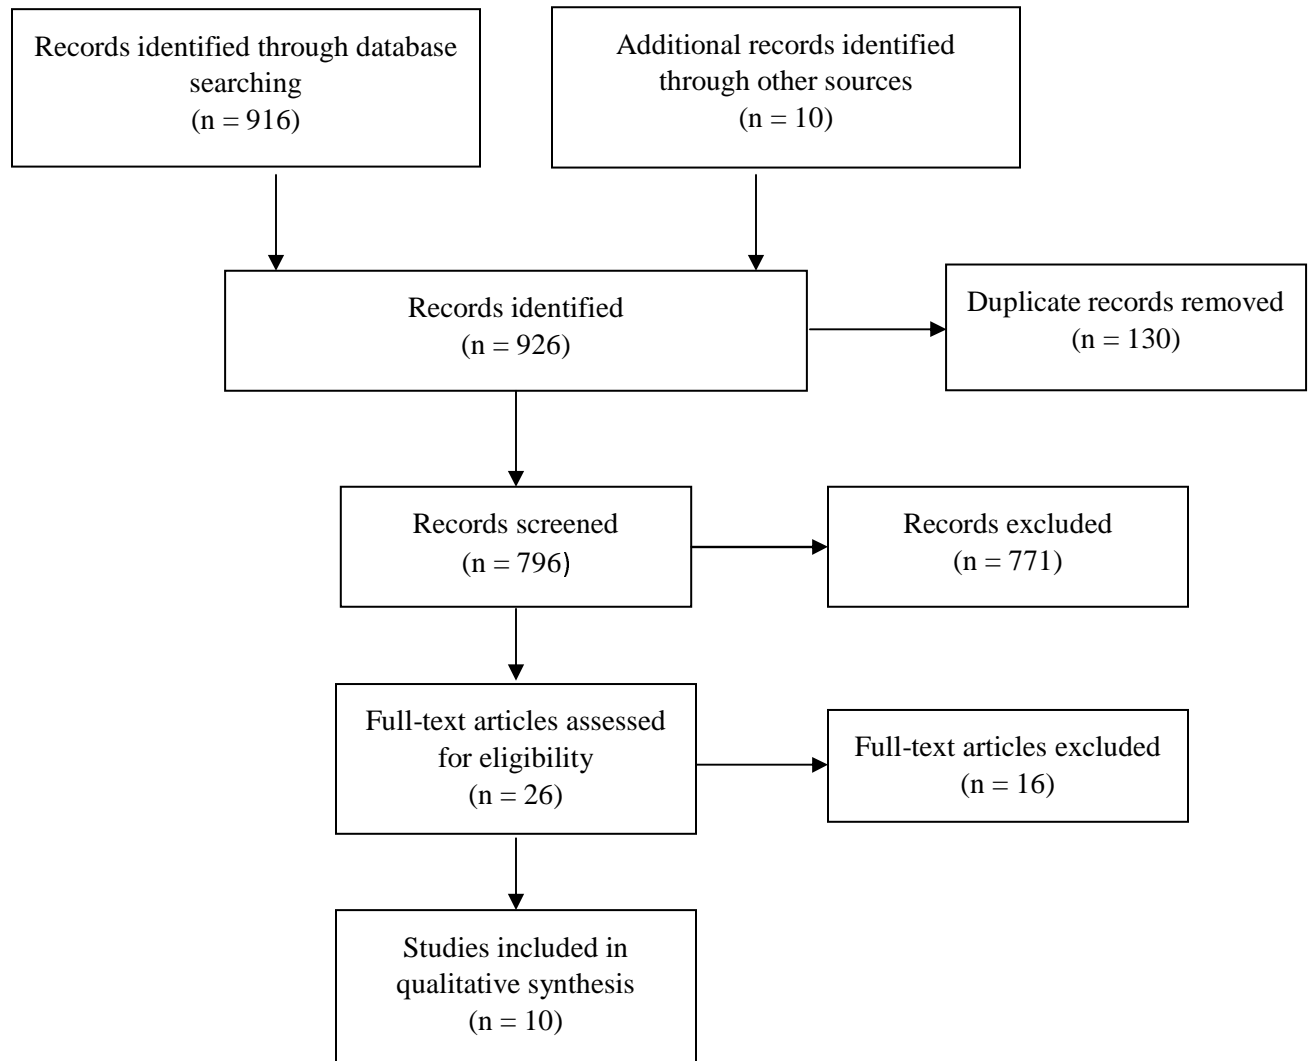 Records identified through database
searching
(n = 916)
Additional records identified
through other sources
(n = 10)
Records identified
(n = 926)
Duplicate records removed
(n = 130)
Records screened
(n = 796)
Records excluded
(n = 771)
Full-text articles assessed
for eligibility
(n = 26)
Full-text articles excluded
(n = 16)
Studies included in
qualitative synthesis
(n = 10)